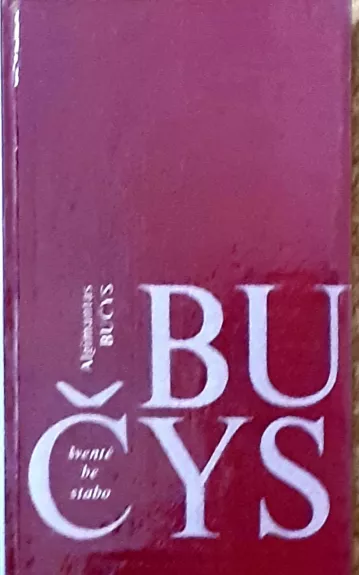 Algimantas
BUČYS
BU
ČYS
šventė
be
stabo